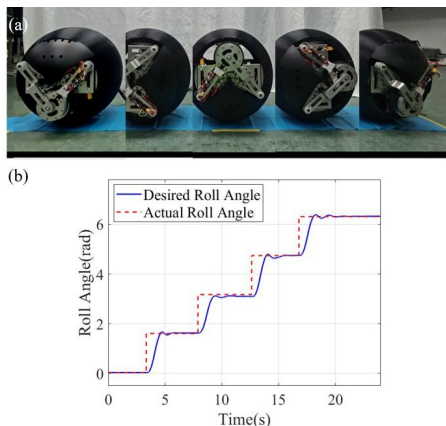 (a)
(b)
Desired Roll Angle
Actual Roll Angle
Roll Angle(rad)
6
4
2
0
0 5 10 15 20
Time(s)